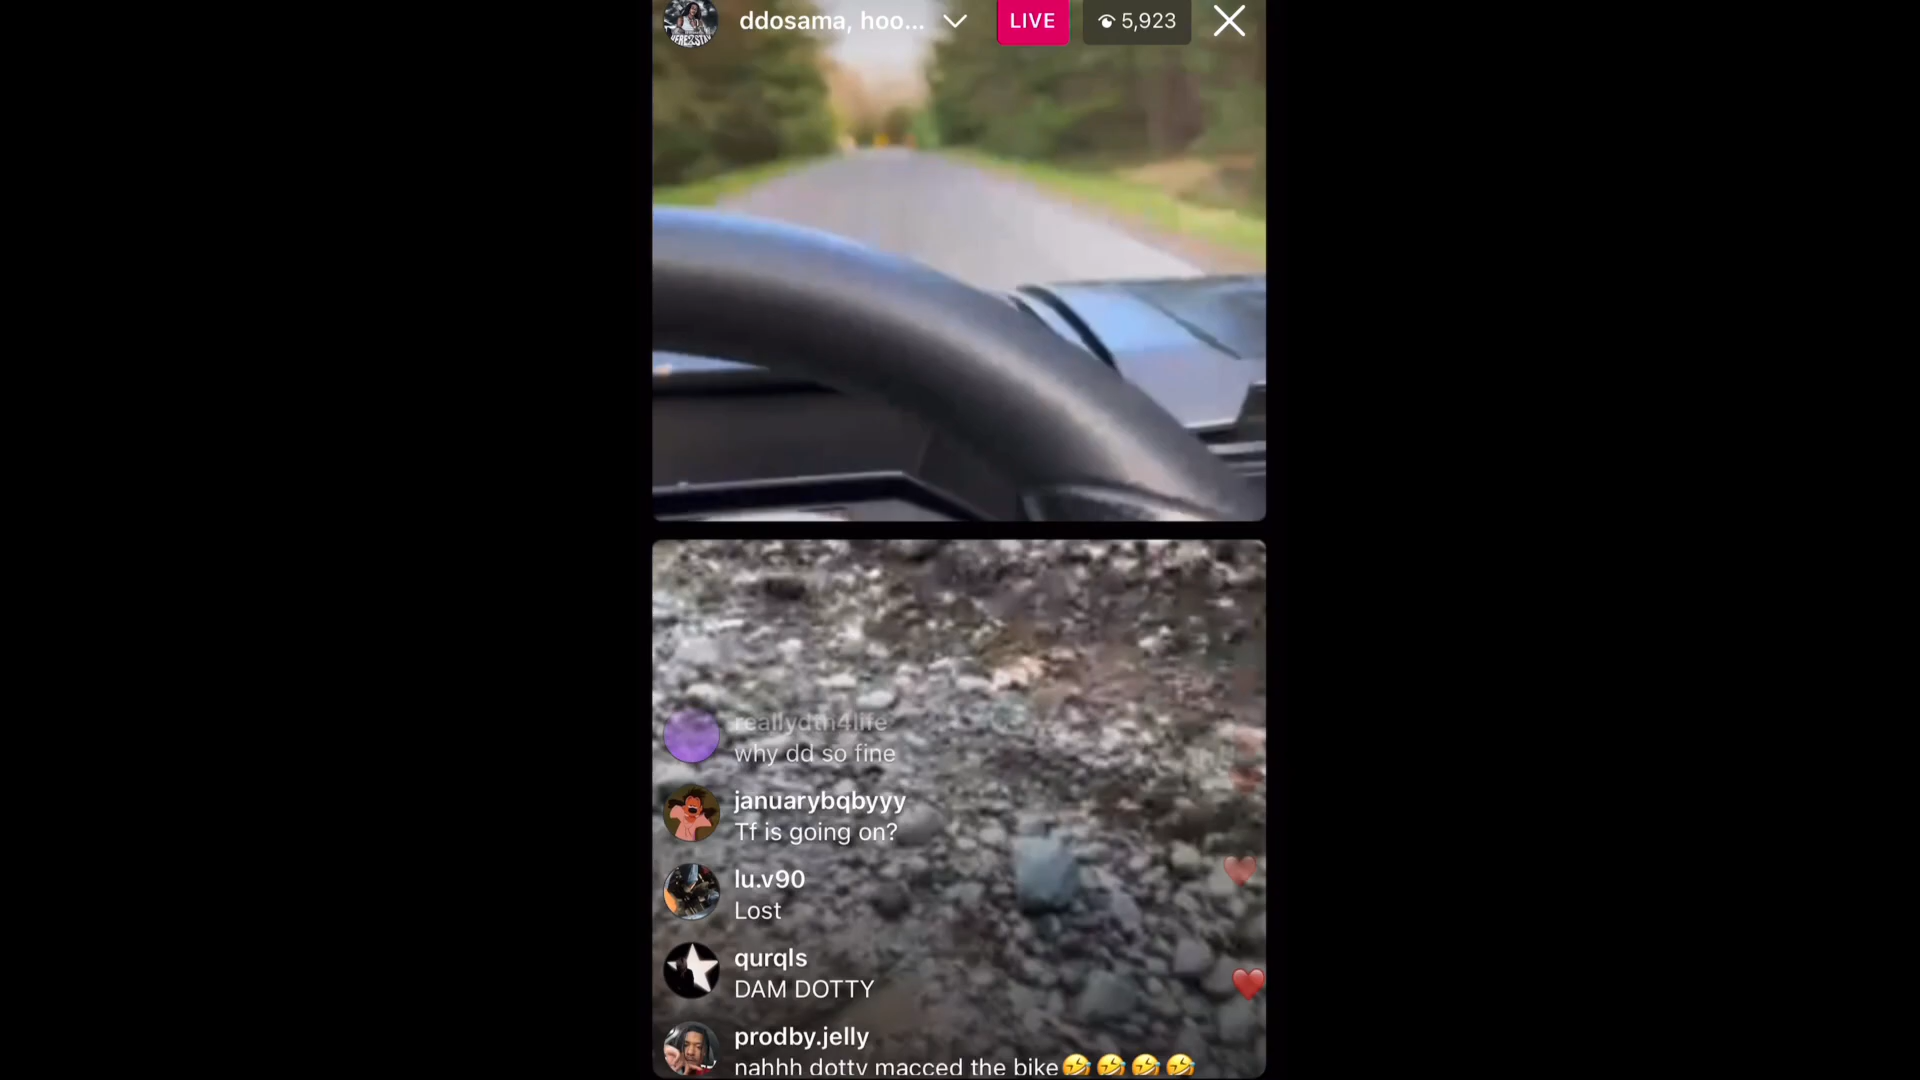 ddosama, hoo...
LIVE
5,923
reallydth4life
why dd so fine
januarybqbyyy
Tf is going on?
lu.v90
Lost
qurqls
DAM DOTTY
prodby.jelly
nahhh dotty macced the bike🤣🤣🤣🤣